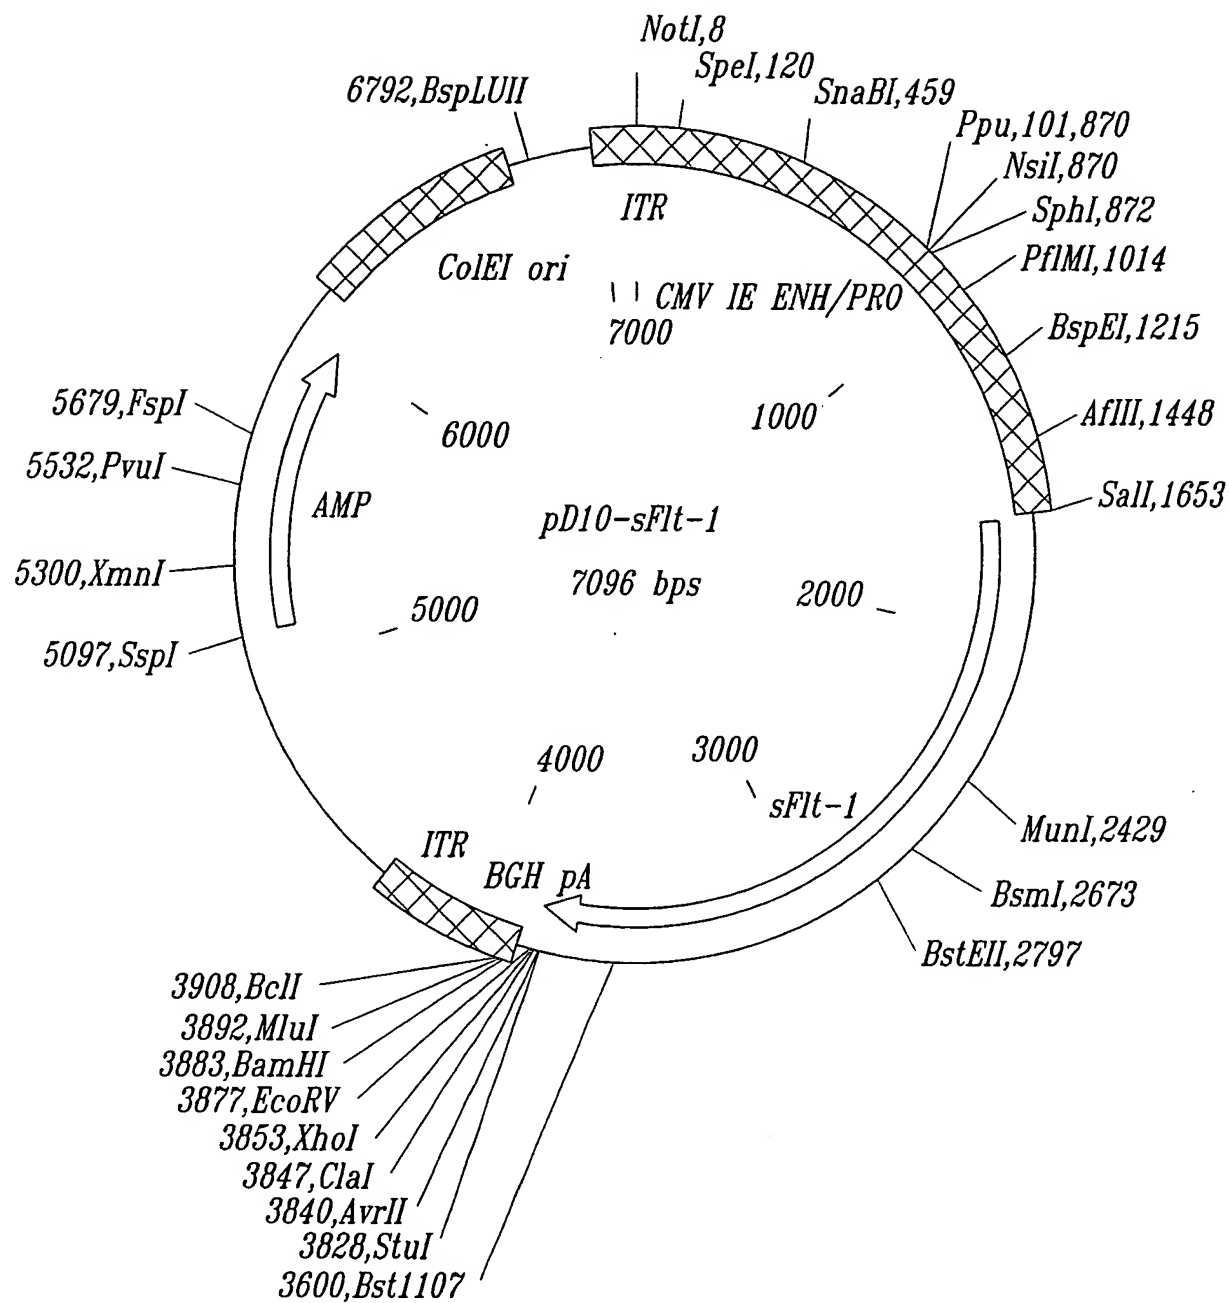 NotI,8
SpeI,120
SnaBI,459
6792,BspLUII
Ppu,101,870
NsiI,870
SphI,872
PflMI,1014
BspEI,1215
AflII,1448
SalI,1653
ITR
ColEI ori
CMV IE ENH/PRO
7000
1000
6000
5679,FspI
5532,PvuI
AMP
pD10-sFlt-1
7096 bps
5300,XmnI
5097,SspI
5000
2000
4000
3000
sFlt-1
MunI,2429
BsmI,2673
BstEII,2797
ITR
BGH pA
3908,BclI
3892,MluI
3883,BamHI
3877,EcoRV
3853,XhoI
3847,ClaI
3840,AvrII
3828,StuI
3600,Bst1107